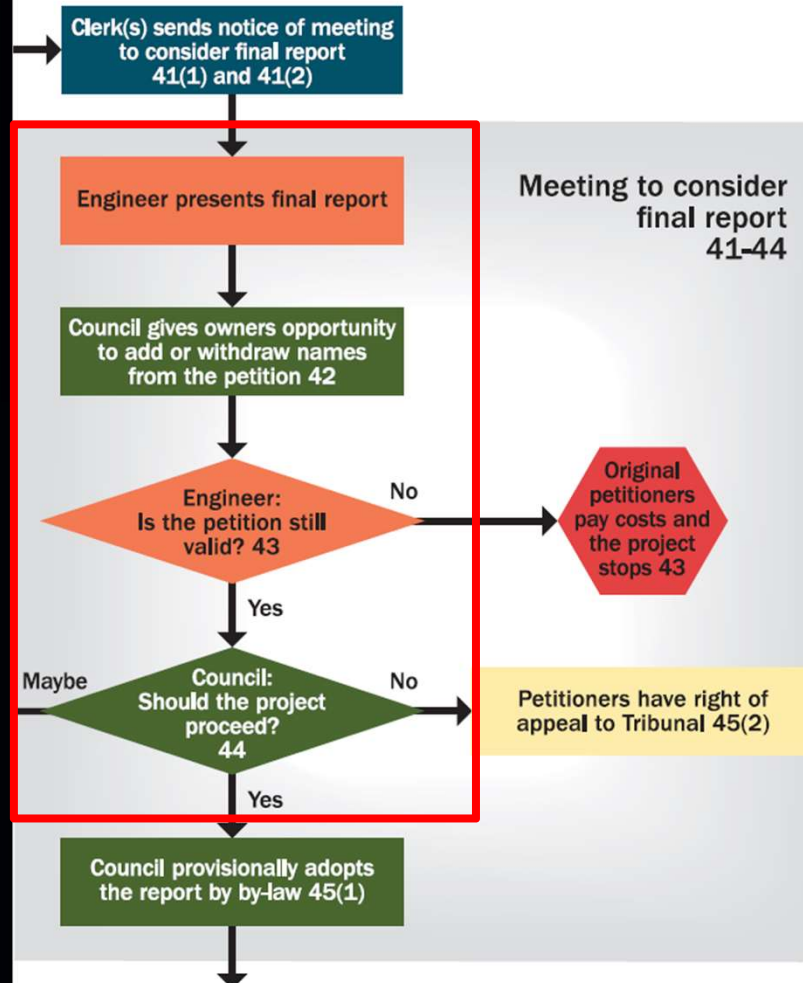 Clerk(s) sends notice of meeting
to consider final report
41(1) and 41(2)
Engineer presents final report
Meeting to consider
final report
41-44
Council gives owners opportunity
to add or withdraw names
from the petition 42
Engineer:
Is the petition still
valid? 43
No
Original
petitioners
pay costs and
the project
stops 43
Yes
Maybe
Council:
Should the project
proceed?
44
No
Petitioners have right of
appeal to Tribunal 45(2)
Yes
Council provisionally adopts
the report by by-law 45(1)